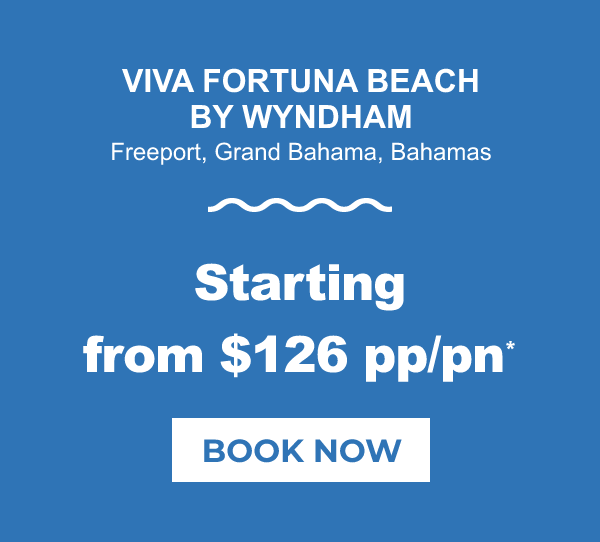 VIVA FORTUNA BEACH
BY WYNDHAM
Freeport, Grand Bahama, Bahamas
Starting
from $126 pp/pn*
BOOK NOW